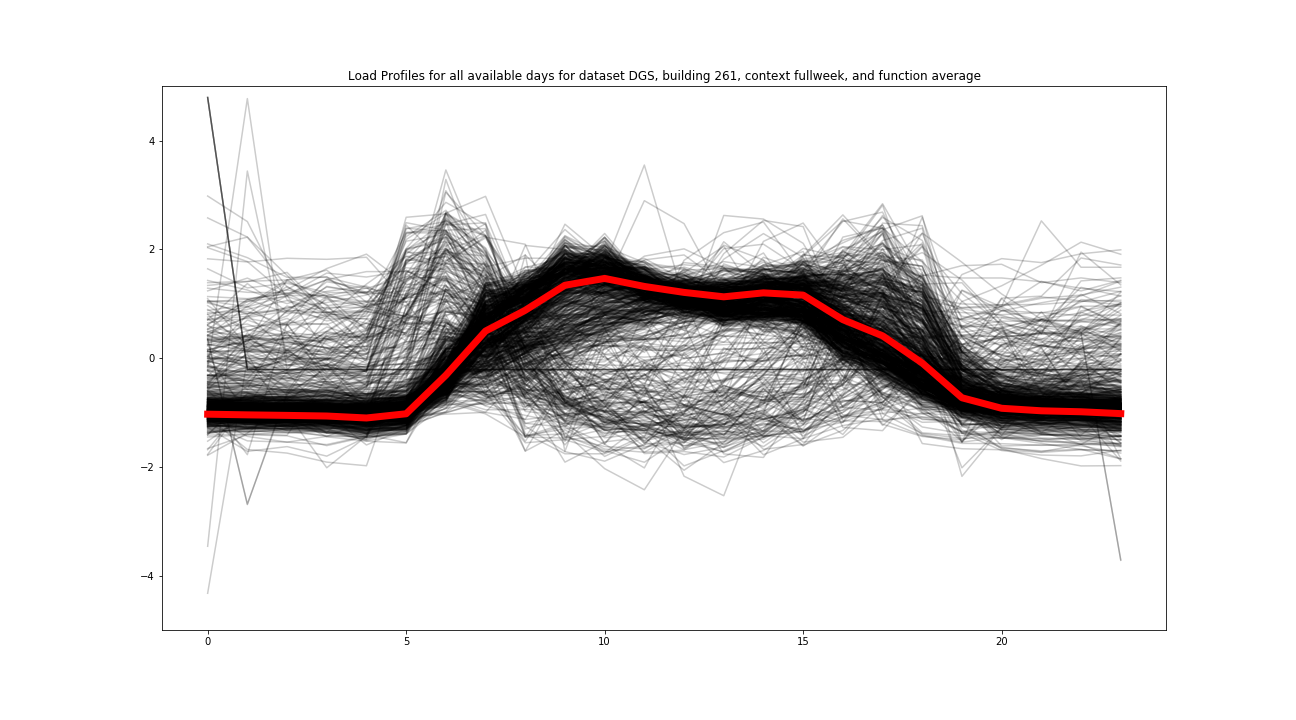 Load Profiles for all available days for dataset DGS, building 261, context fullweek, and function average
4
2
0
−2
−4
0 5 10 15 20